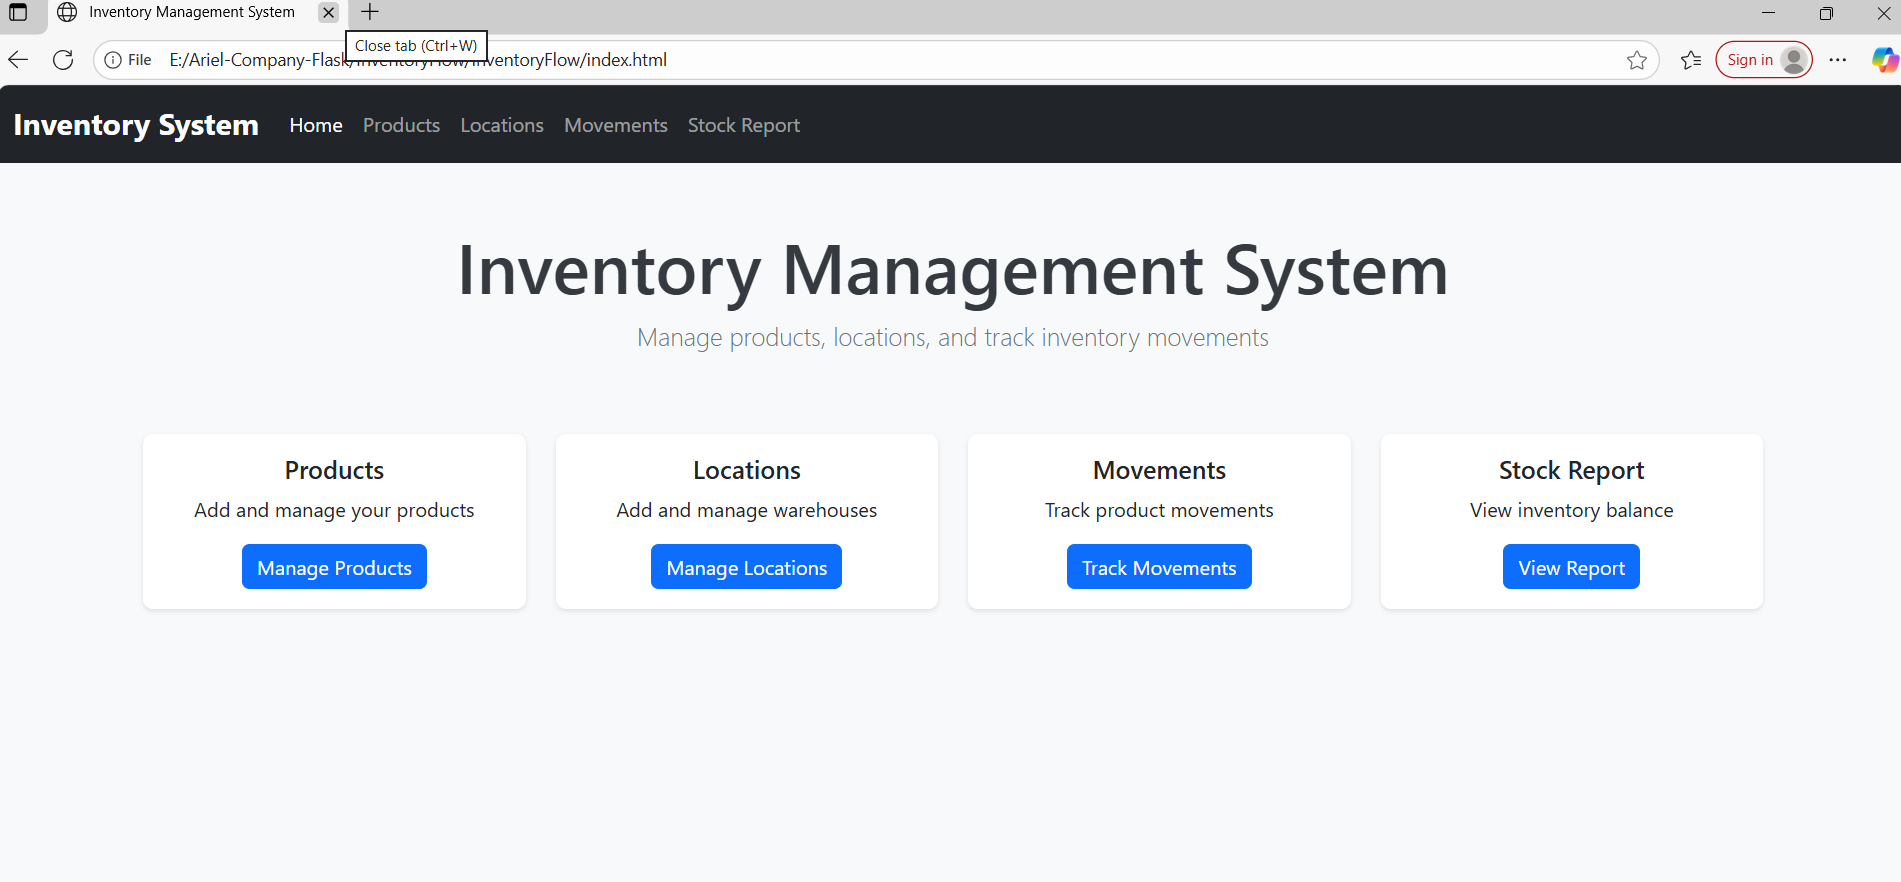 Inventory Management System
Close tab (Ctrl+W)
File E:/Ariel-Company-Flask/InventoryFlow/InventoryFlow/index.html
Sign in
Inventory System Home Products Locations Movements Stock Report
Inventory Management System
Manage products, locations, and track inventory movements
Products
Add and manage your products
Manage Products
Locations
Add and manage warehouses
Manage Locations
Movements
Track product movements
Track Movements
Stock Report
View inventory balance
View Report